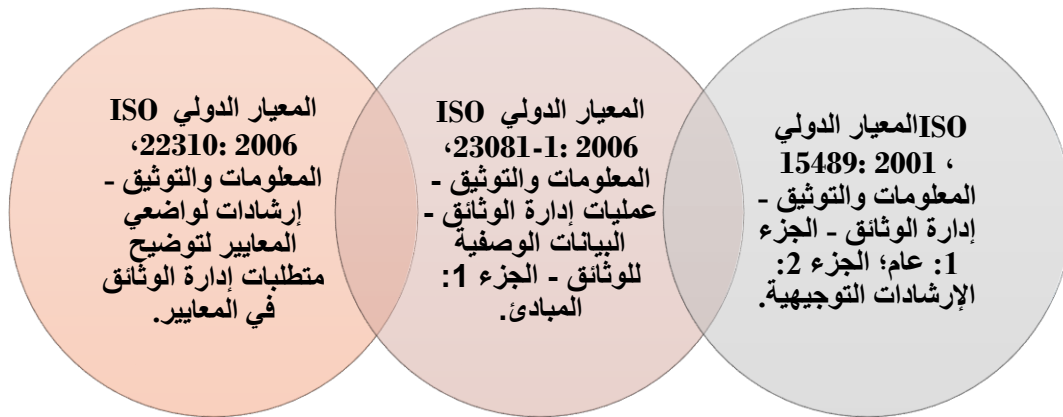 ISOالمعيار الدولي
، 15489: 2001 ،
المعلومات والتوثيق -
إدارة الوثائق - الجزء
1: عام؛ الجزء 2:
الإرشادات التوجيهية.
المعيار الدولي ISO
23081-1: 2006،
المعلومات والتوثيق -
عمليات إدارة الوثائق -
البيانات الوصفية
للوثائق - الجزء 1:
المبادئ.
المعيار الدولي ISO
22310: 2006،
المعلومات والتوثيق -
إرشادات لواضعي
المعايير لتوضيح
متطلبات إدارة الوثائق
في المعايير.